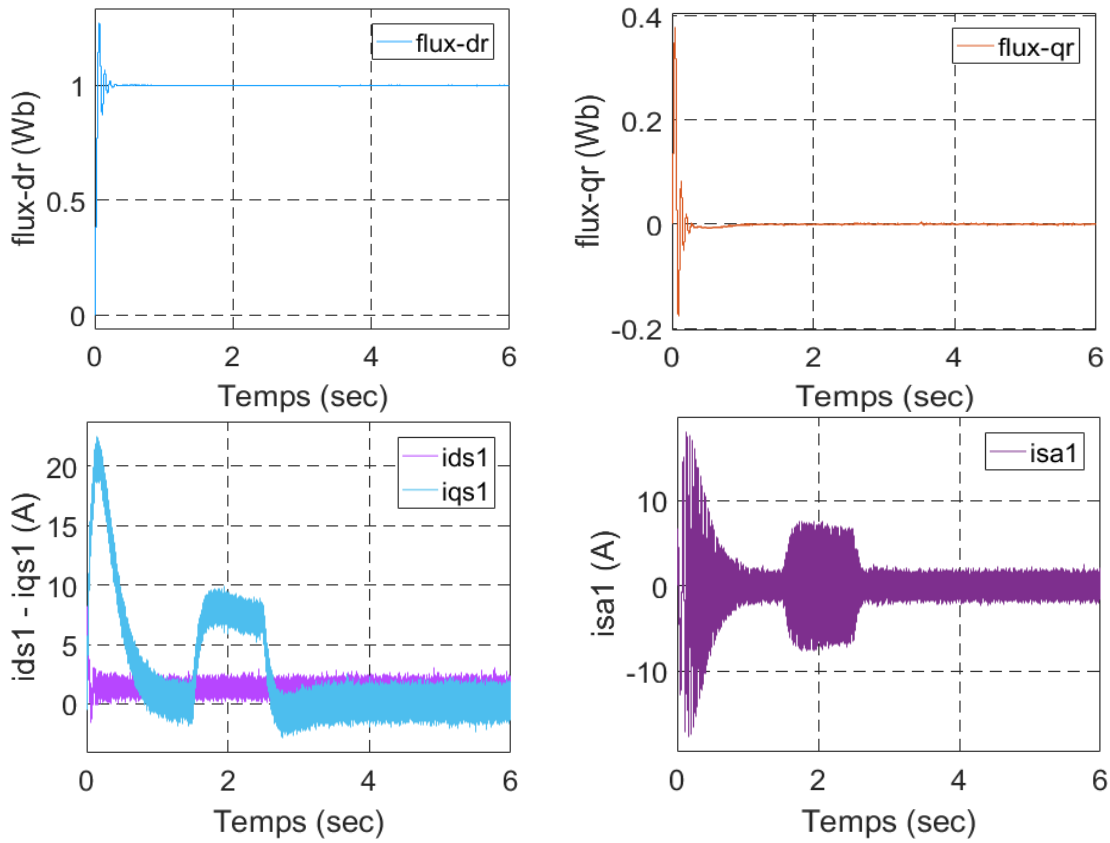 flux-dr
flux-dr (Wb)
1
0.5
0
0 2 4 6
Temps (sec)
flux-qr
flux-qr (Wb)
0.4
0.2
0
-0.2
0 2 4 6
Temps (sec)
ids1
iqs1
ids1 - iqs1 (A)
20
15
10
5
0
0 2 4 6
Temps (sec)
isa1
isa1 (A)
10
0
-10
0 2 4 6
Temps (sec)